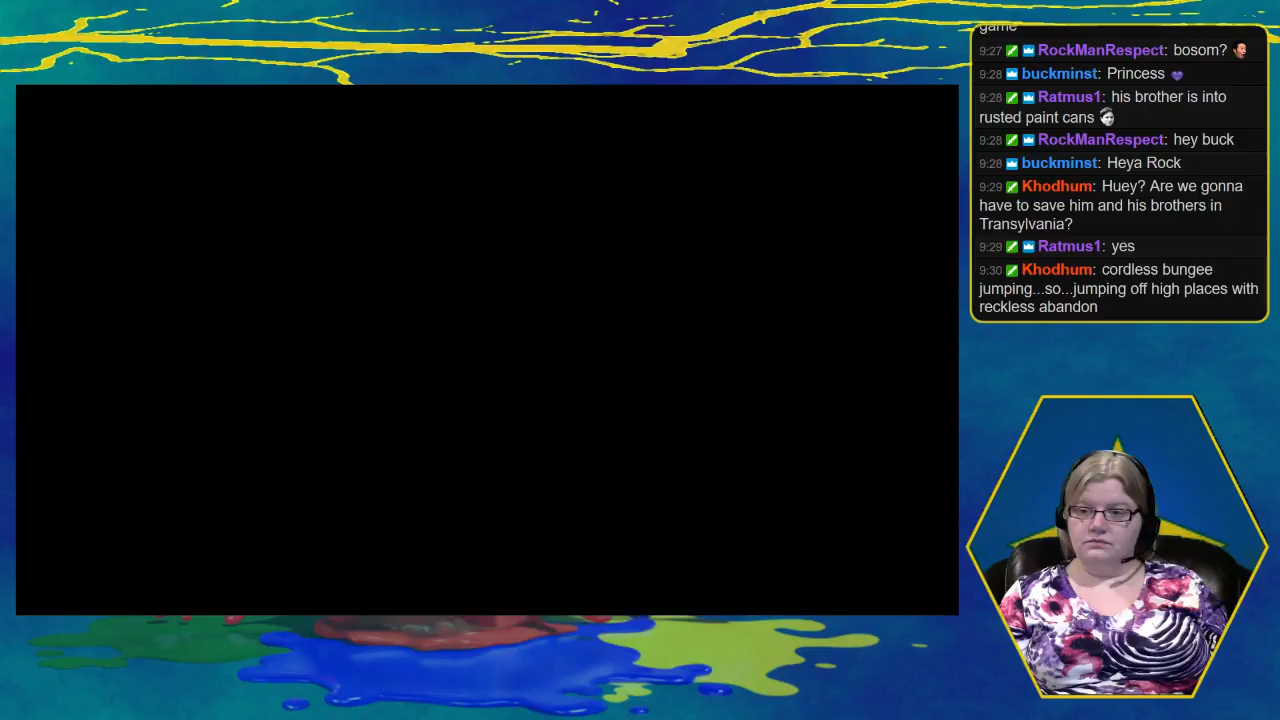 game
9:27 RockManRespect: bosom?
9:28 buckminst: Princess
9:28 Ratmus1: his brother is into
rusted paint cans
9:28 RockManRespect: hey buck
9:28 buckminst: Heya Rock
9:29 Khodhum: Huey? Are we gonna
have to save him and his brothers in
Transylvania?
9:29 Ratmus1: yes
9:30 Khodhum: cordless bungee
jumping...so...jumping off high places with
reckless abandon